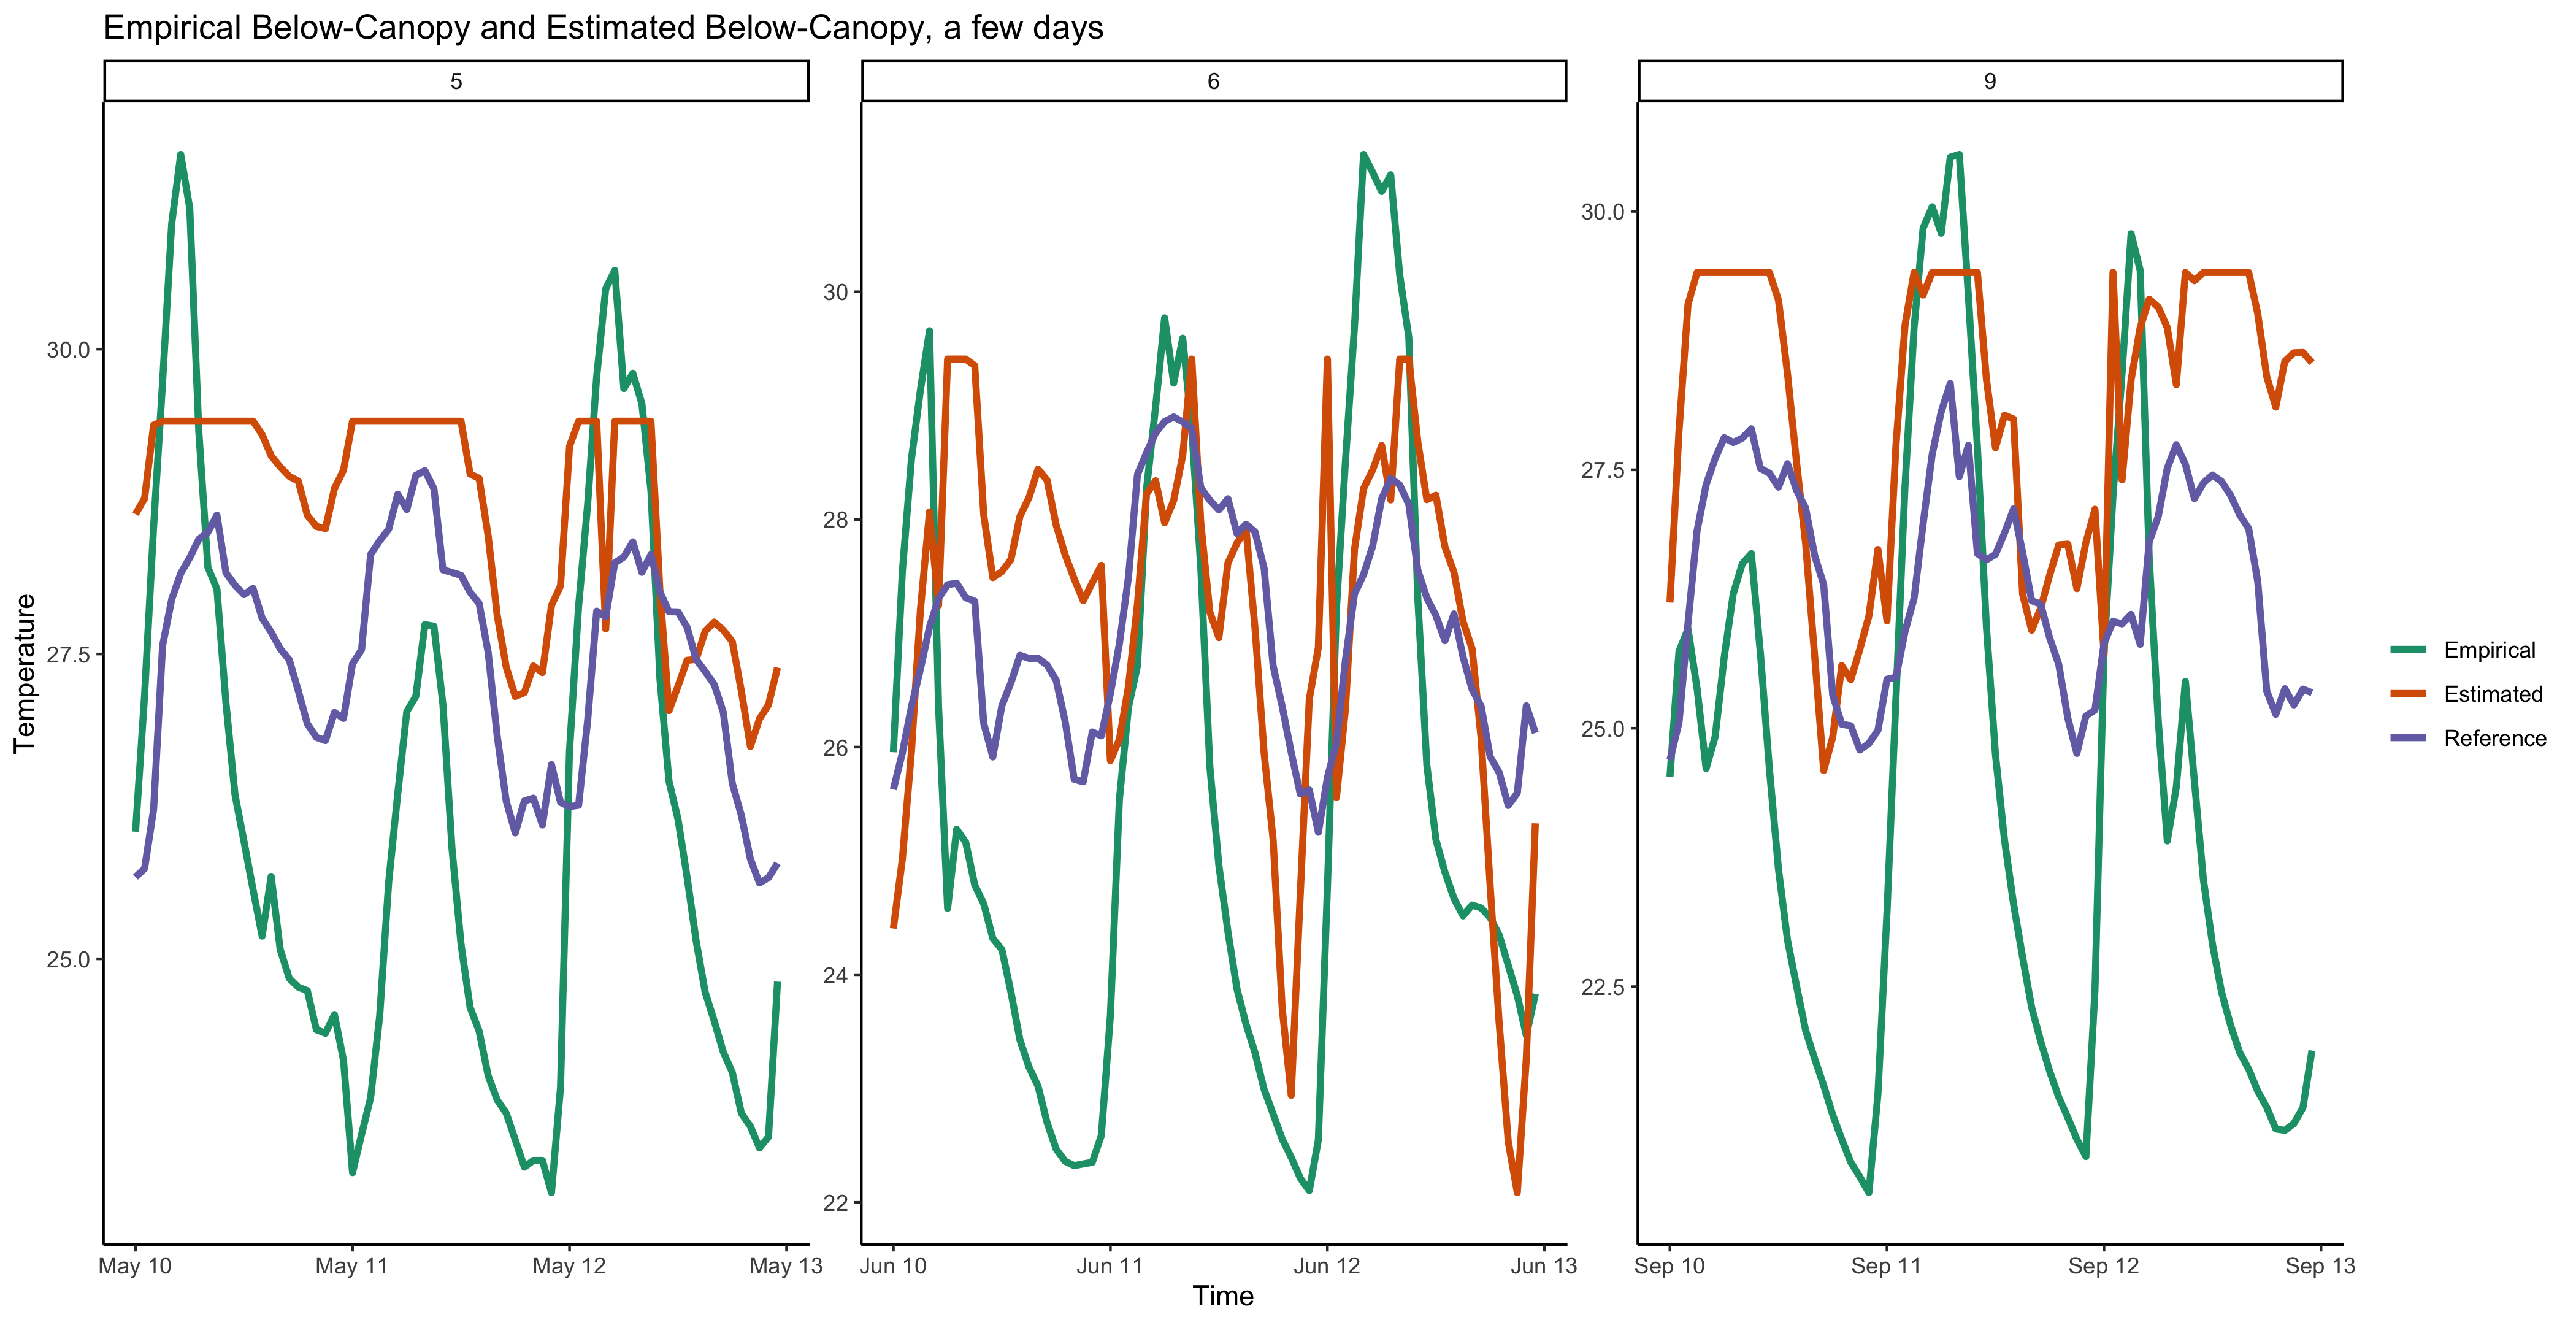 Empirical Below-Canopy and Estimated Below-Canopy, a few days
5
6
9
Temperature
30.0
27.5
25.0
30
28
26
24
22
30.0
27.5
25.0
22.5
May 10
May 11
May 12
May 13
Jun 10
Jun 11
Jun 12
Jun 13
Sep 10
Sep 11
Sep 12
Sep 13
Time
Empirical
Estimated
Reference